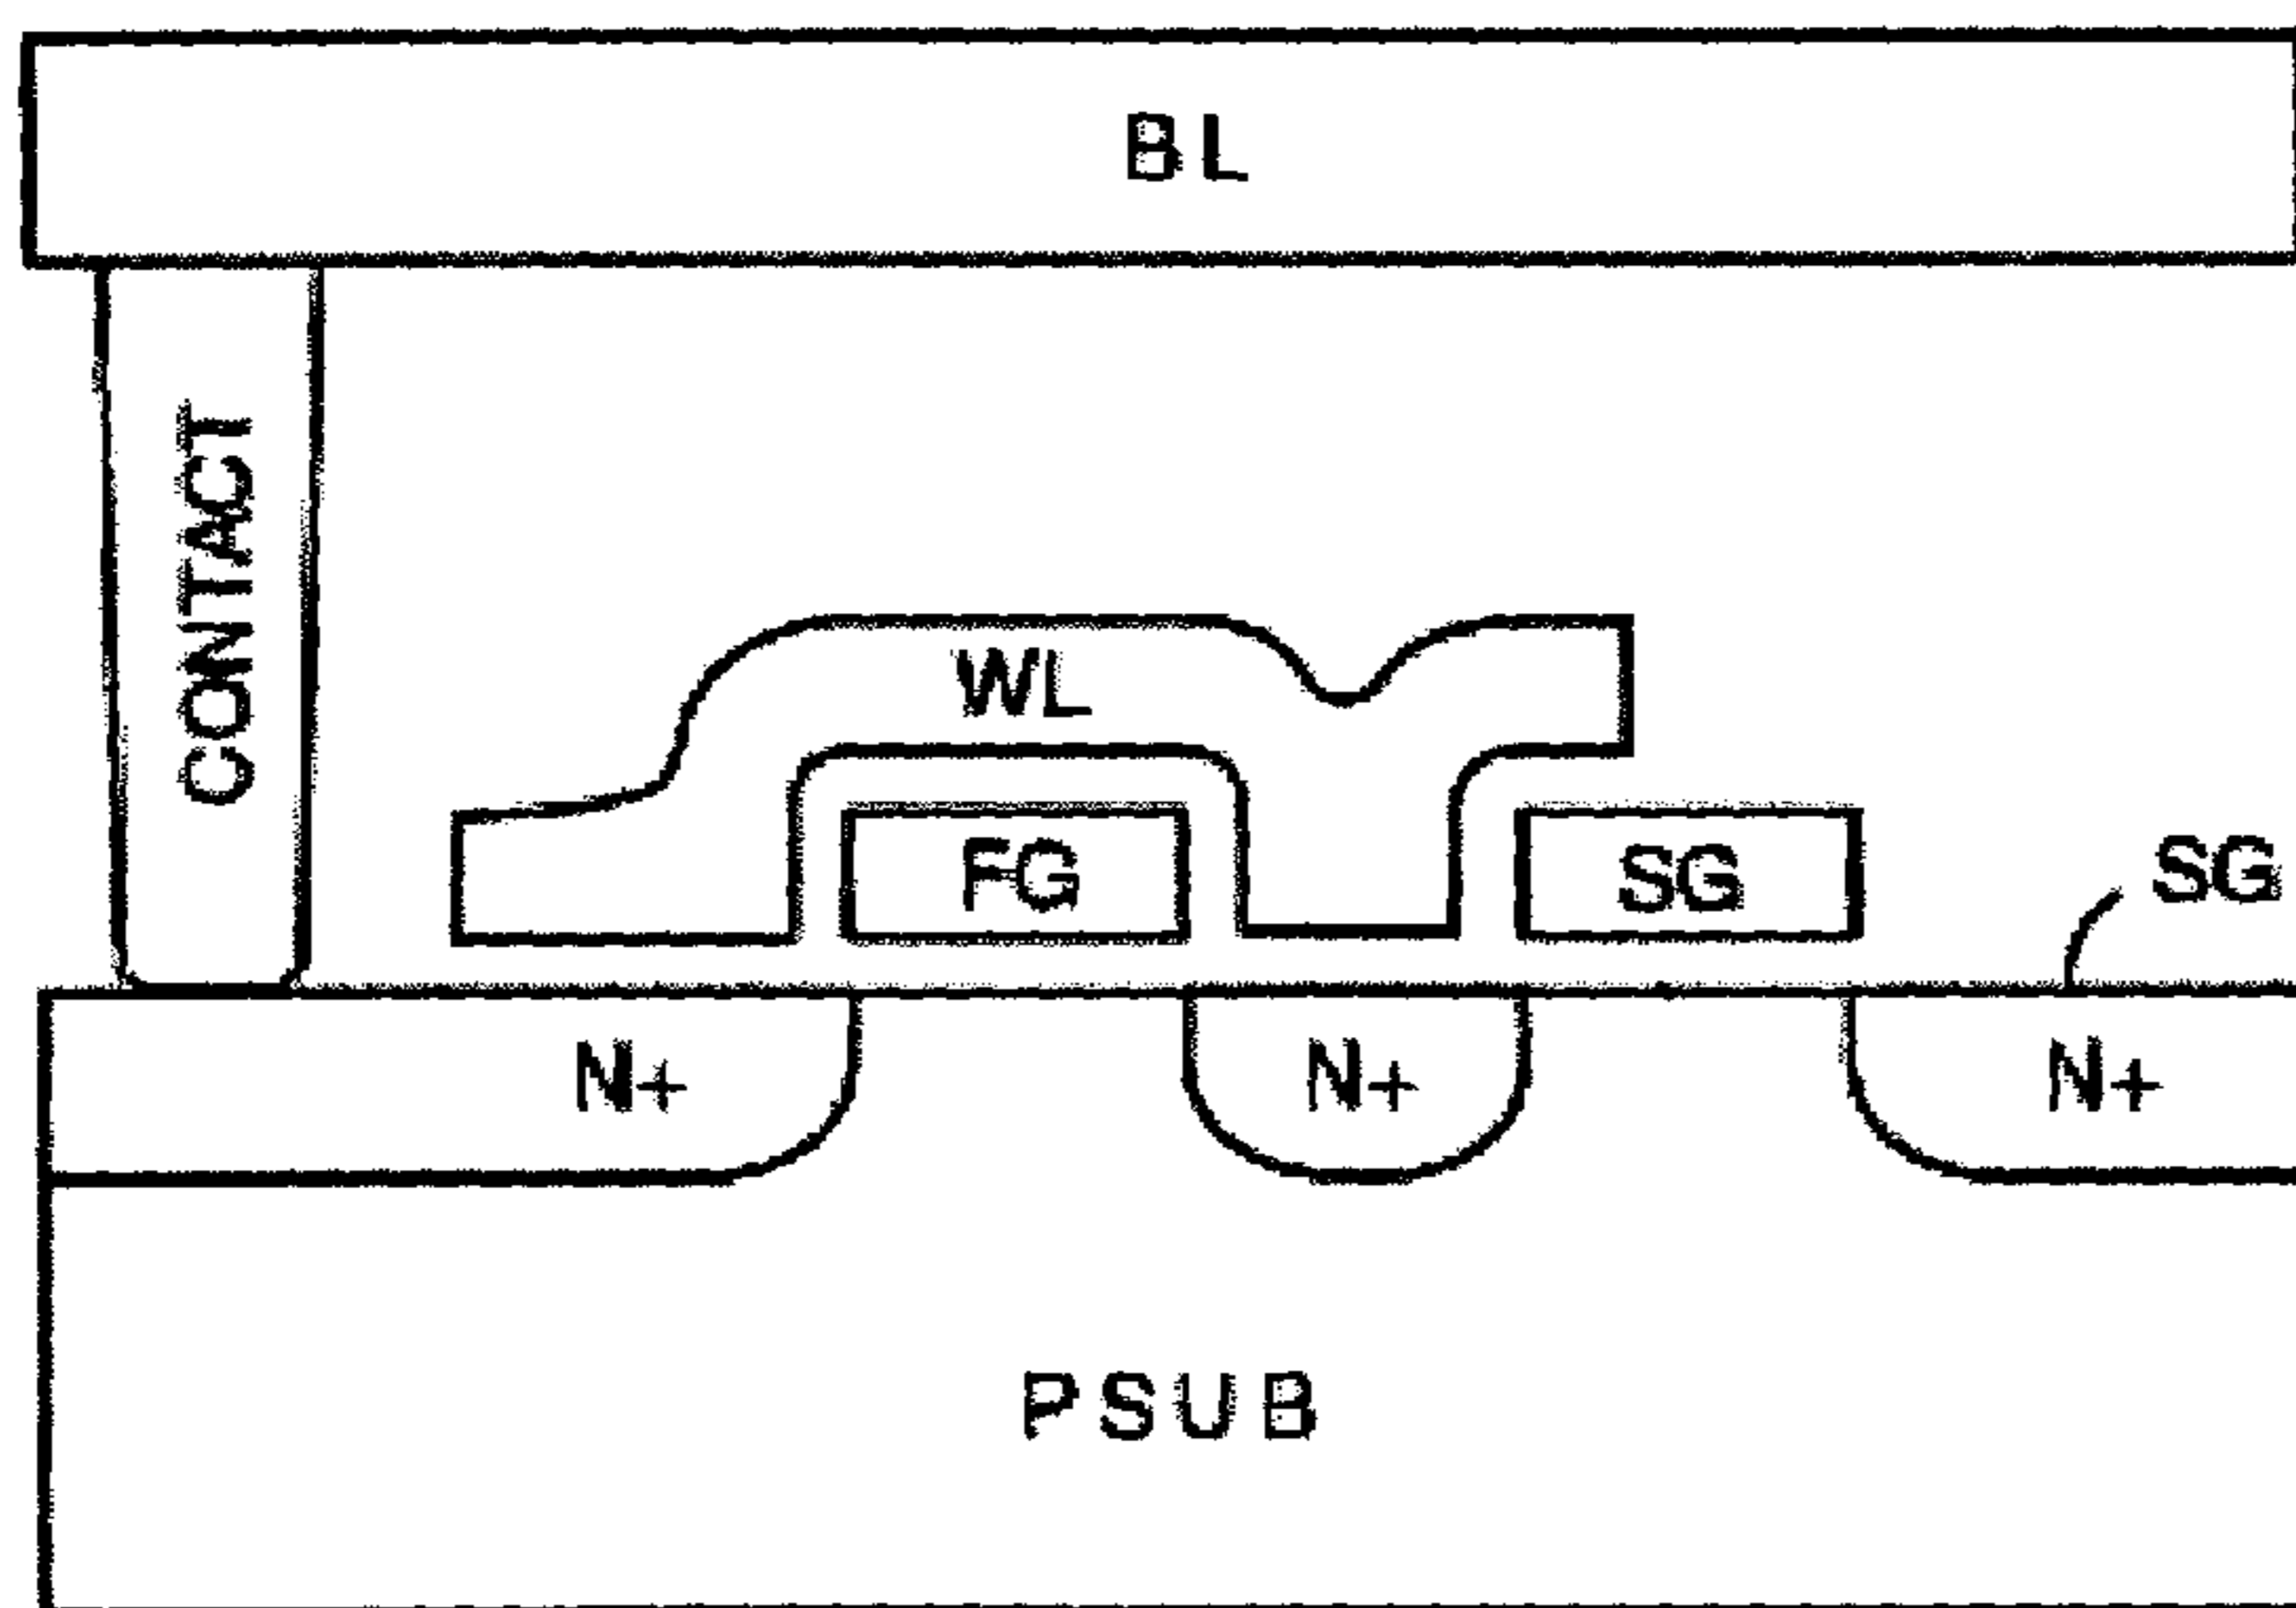 BL
CONTACT
WL
FG
SG
SG
N+
N+
N+
PSUB